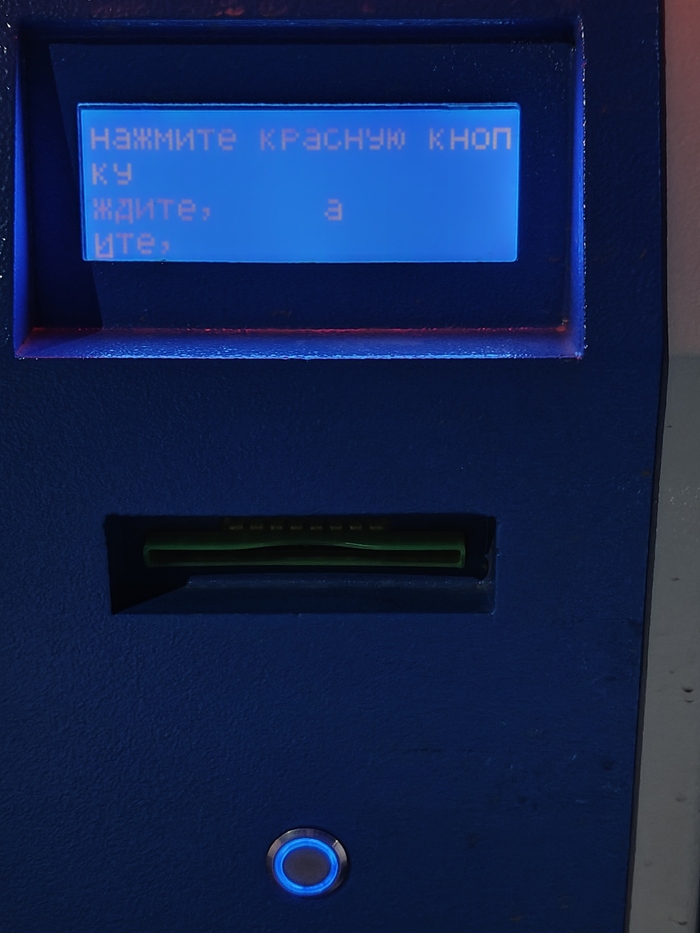 нажмите красную кноп
ку
ждите, а
ите,